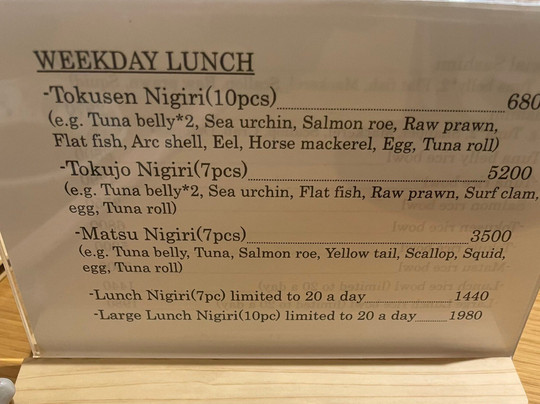 WEEKDAY LUNCH
-Tokusen Nigiri(10pcs) 680
(e.g. Tuna belly*2, Sea urchin, Salmon roe, Raw prawn,
Flat fish, Arc shell, Eel, Horse mackerel, Egg, Tuna roll)
-Tokujo Nigiri(7pcs) 5200
(e.g. Tuna belly*2, Sea urchin, Flat fish, Raw prawn, Surf clam,
egg, Tuna roll)
-Matsu Nigiri(7pcs) 3500
(e.g. Tuna belly, Tuna, Salmon roe, Yellow tail, Scallop, Squid,
egg, Tuna roll)
-Lunch Nigiri(7pc) limited to 20 a day 1440
-Large Lunch Nigiri(10pc) limited to 20 a day 1980